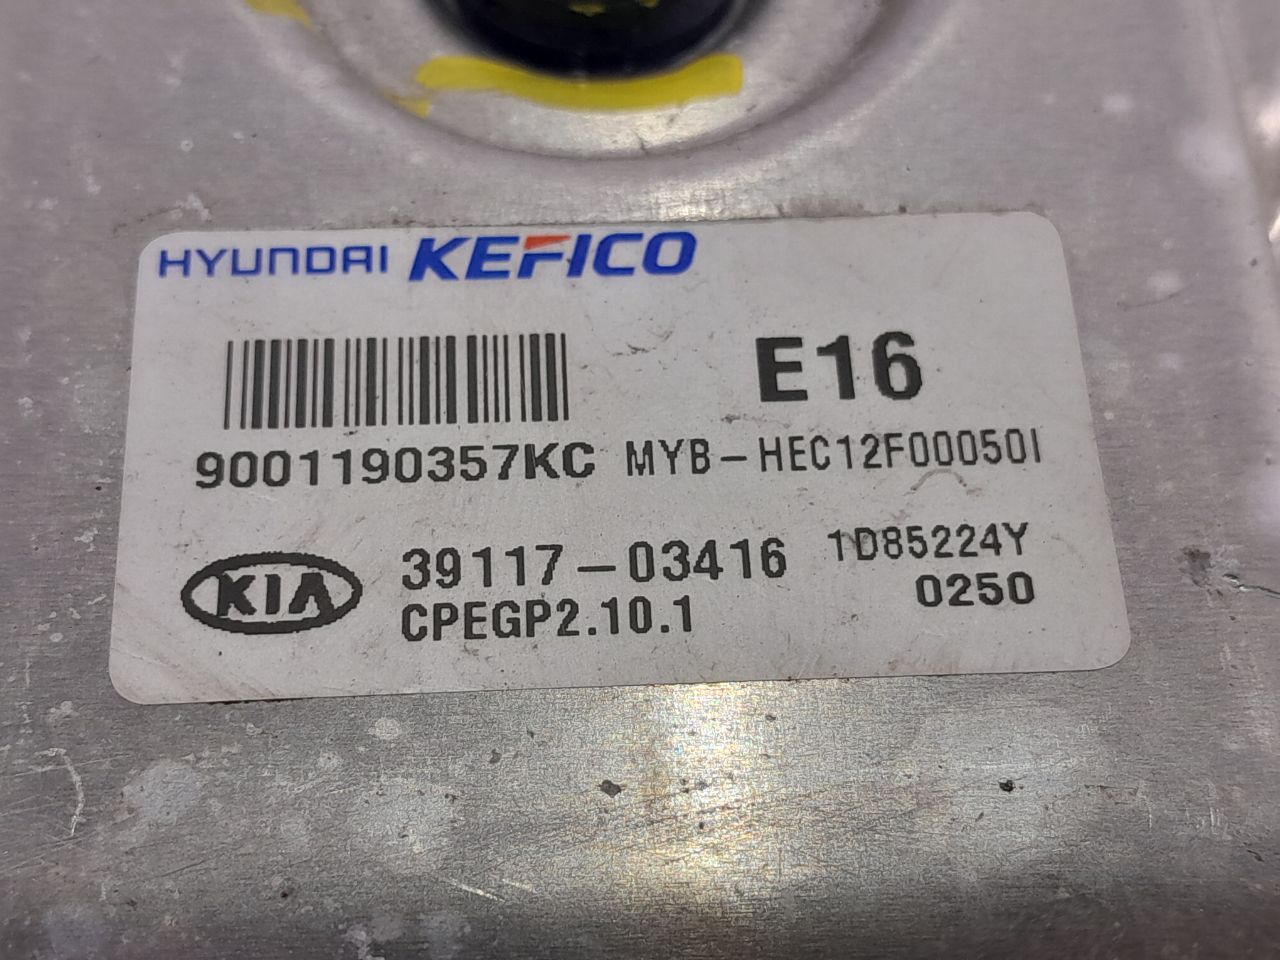 HYUNDAI KEFICO
E16
9001190357KC MYB-HEC12F00050I
39117-03416 1D85224Y
KIA CPEGP2.10.1 0250